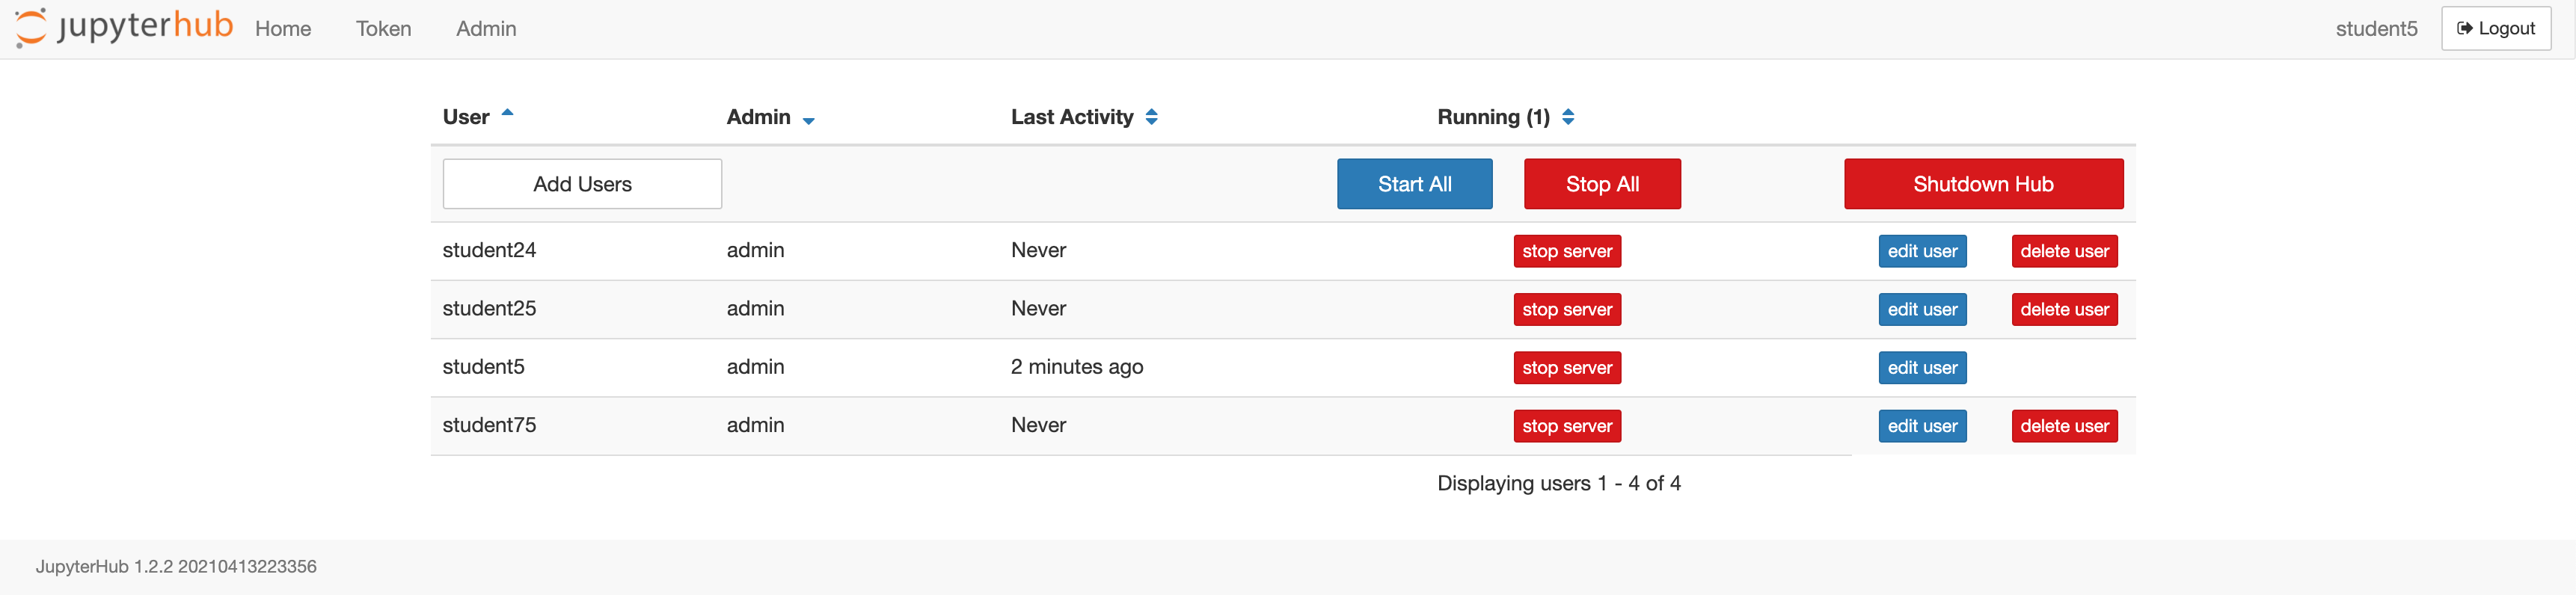 jupyterhub Home Token Admin student5 Logout
User Admin Last Activity Running (1)
Add Users Start All Stop All Shutdown Hub
student24 admin Never stop server edit user delete user
student25 admin Never stop server edit user delete user
student5 admin 2 minutes ago stop server edit user
student75 admin Never stop server edit user delete user
Displaying users 1 - 4 of 4
JupyterHub 1.2.2 20210413223356